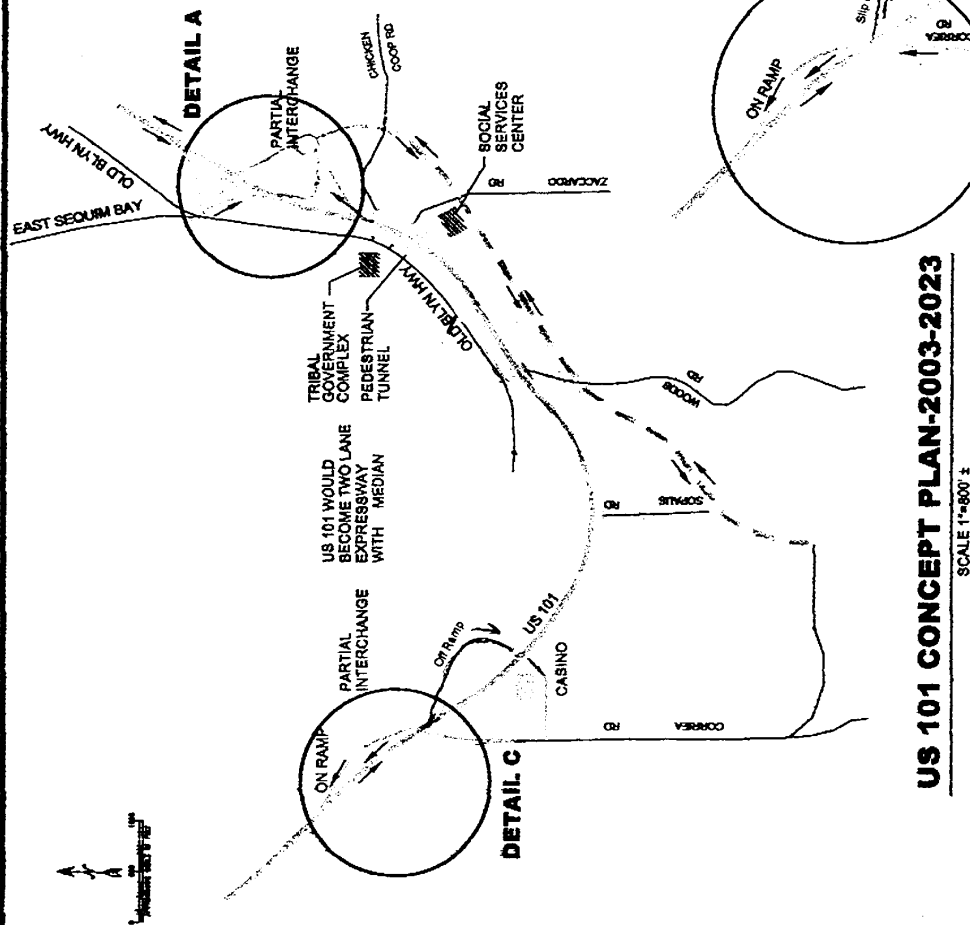 DETAIL A
OLD BLYN HWY
EAST SEQUIM BAY
PARTIAL
INTERCHANGE
CHICKEN
COOP RD
SOCIAL
SERVICES
CENTER
ZACCARDO
RD
TRIBAL
GOVERNMENT
COMPLEX
PEDESTRIAN
TUNNEL
OLD BLYN HWY
WOODS
RD
US 101 WOULD
BECOME TWO LANE
EXPRESSWAY
WITH MEDIAN
SOPHUS
RD
PARTIAL
INTERCHANGE
Off Ramp
US 101
CASINO
ON RAMP
CORRIEA
RD
DETAIL C
ON RAMP
Slip
CORRIEA
RD
US 101 CONCEPT PLAN-2003-2023
SCALE 1"=800' ±